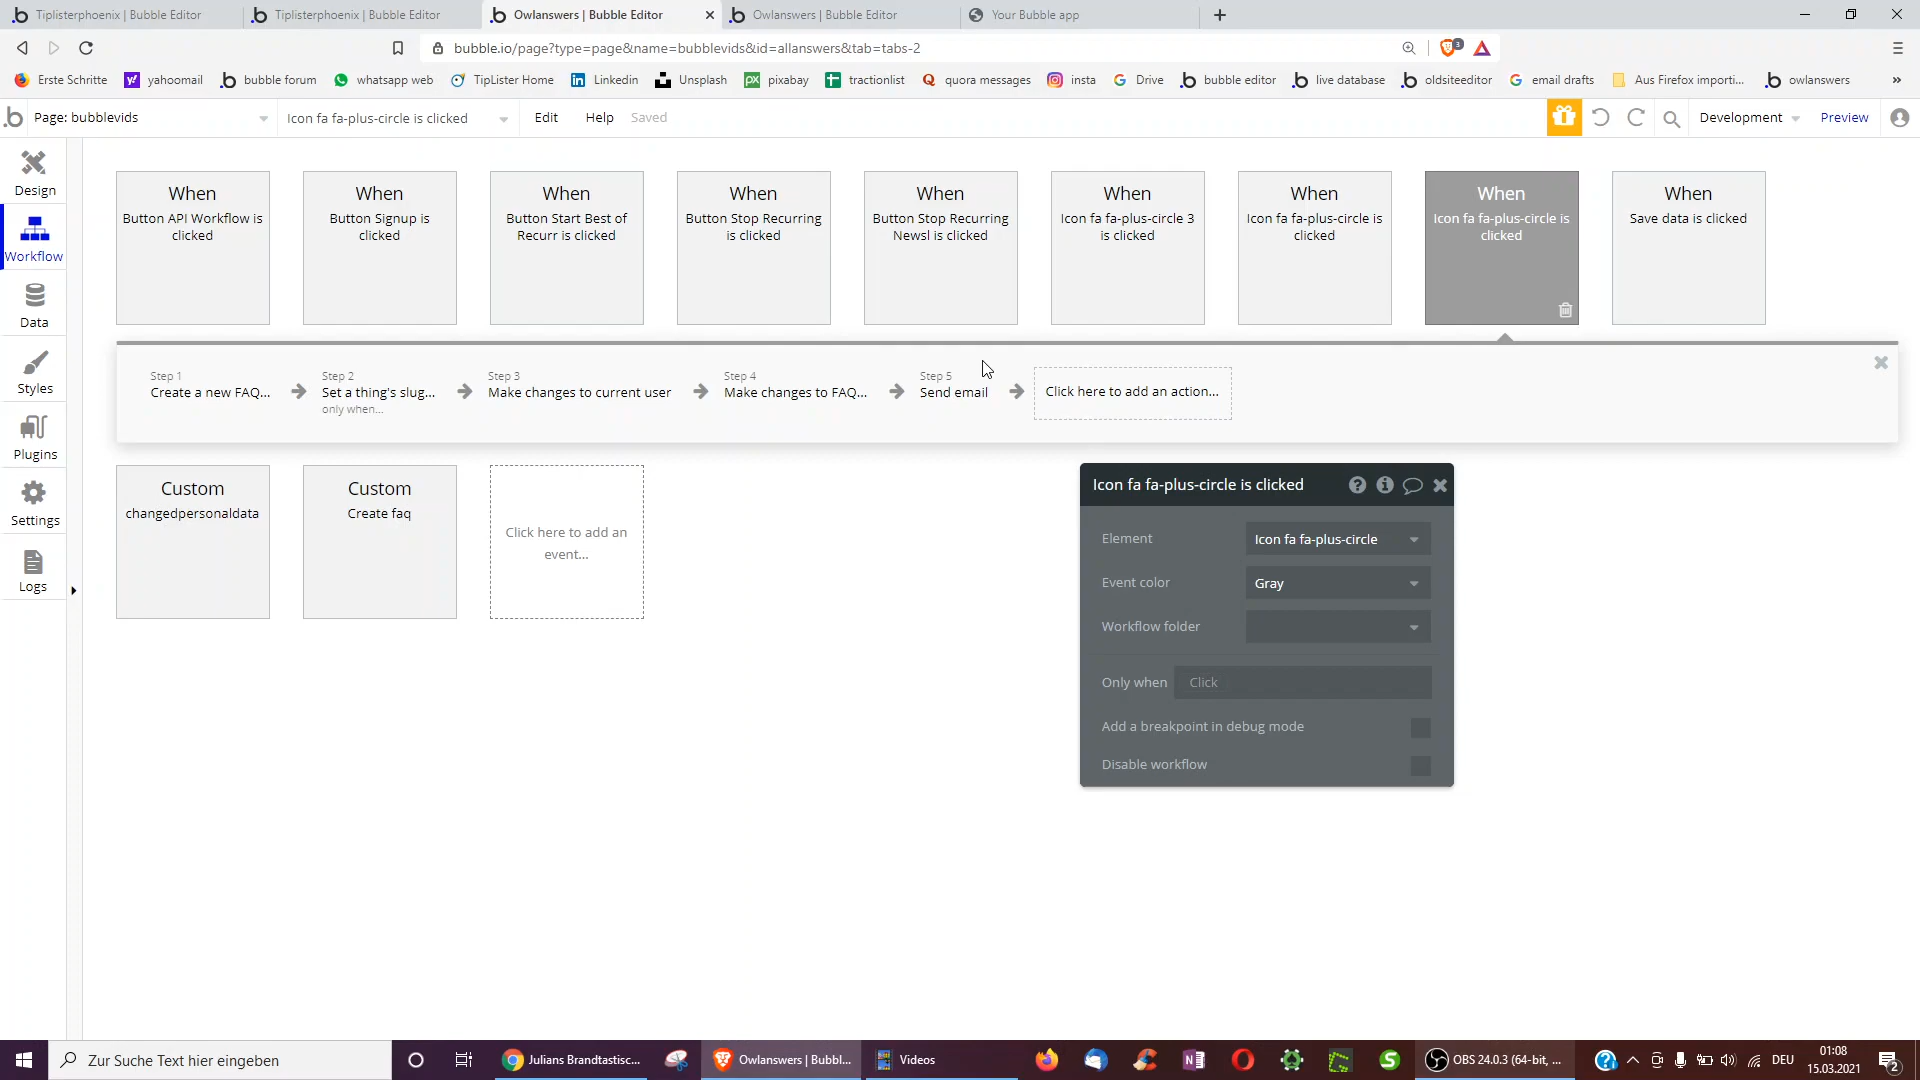 Tiplisterphoenix | Bubble Editor
Tiplisterphoenix | Bubble Editor
Owlanswers | Bubble Editor
Owlanswers | Bubble Editor
Your Bubble app
bubble.io/page?type=page&name=bubblevids&id=allanswers&tab=tabs-2
3
Erste Schritte
yahoomail
bubble forum
whatsapp web
TipLister Home
Linkedin
Unsplash
pixabay
tractionlist
quora messages
insta
Drive
bubble editor
live database
oldsiteeditor
email drafts
Aus Firefox importi...
owlanswers
»
Page: bubblevids
Icon fa fa-plus-circle is clicked
Edit
Help
Saved
Development
Preview
Design
Workflow
Data
Styles
Plugins
Settings
Logs
When
Button API Workflow is
clicked
When
Button Signup is
clicked
When
Button Start Best of
Recurr is clicked
When
Button Stop Recurring
is clicked
When
Button Stop Recurring
Newsl is clicked
When
Icon fa fa-plus-circle 3
is clicked
When
Icon fa fa-plus-circle is
clicked
When
Icon fa fa-plus-circle is
clicked
When
Save data is clicked
Step 1
Create a new FAQ...
Step 2
Set a thing's slug...
only when...
Step 3
Make changes to current user
Step 4
Make changes to FAQ...
Step 5
Send email
Click here to add an action...
Custom
changedpersonaldata
Custom
Create faq
Click here to add an
event...
Icon fa fa-plus-circle is clicked
Element
Icon fa fa-plus-circle
Event color
Gray
Workflow folder
Only when
Click
Add a breakpoint in debug mode
Disable workflow
Zur Suche Text hier eingeben
Julians Brandtastisc...
Owlanswers | Bubbl...
Videos
OBS 24.0.3 (64-bit, ...
DEU
01:08
15.03.2021
2